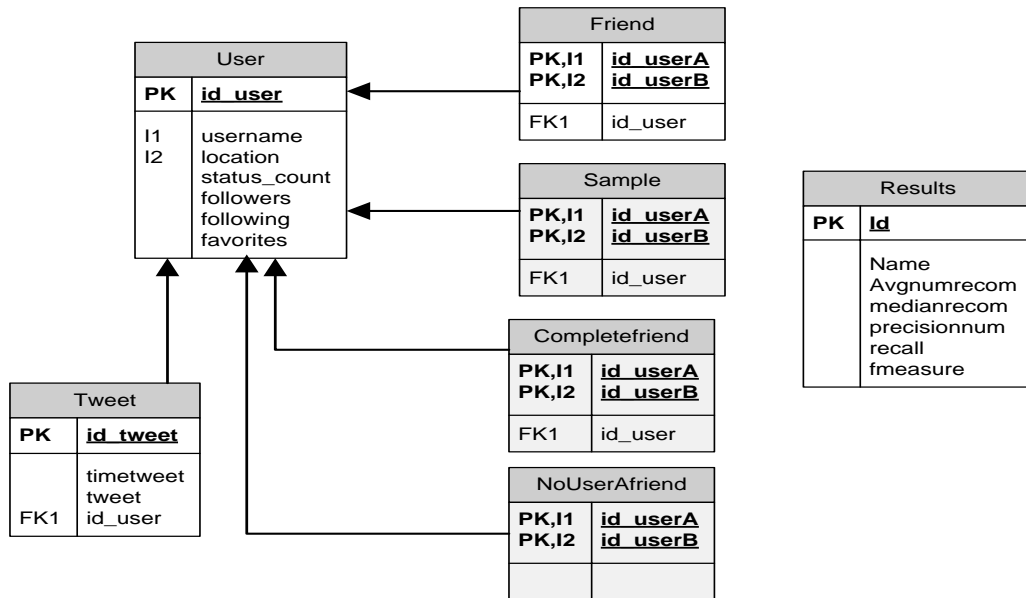 User
PK id_user
I1 username
I2 location
status_count
followers
following
favorites
Friend
PK,I1 id_userA
PK,I2 id_userB
FK1 id_user
Sample
PK,I1 id_userA
PK,I2 id_userB
FK1 id_user
Completefriend
PK,I1 id_userA
PK,I2 id_userB
FK1 id_user
NoUserAfriend
PK,I1 id_userA
PK,I2 id_userB
Tweet
PK id_tweet
timetweet
tweet
FK1 id_user
Results
PK Id
Name
Avgnumrecom
medianrecom
precisionnum
recall
fmeasure